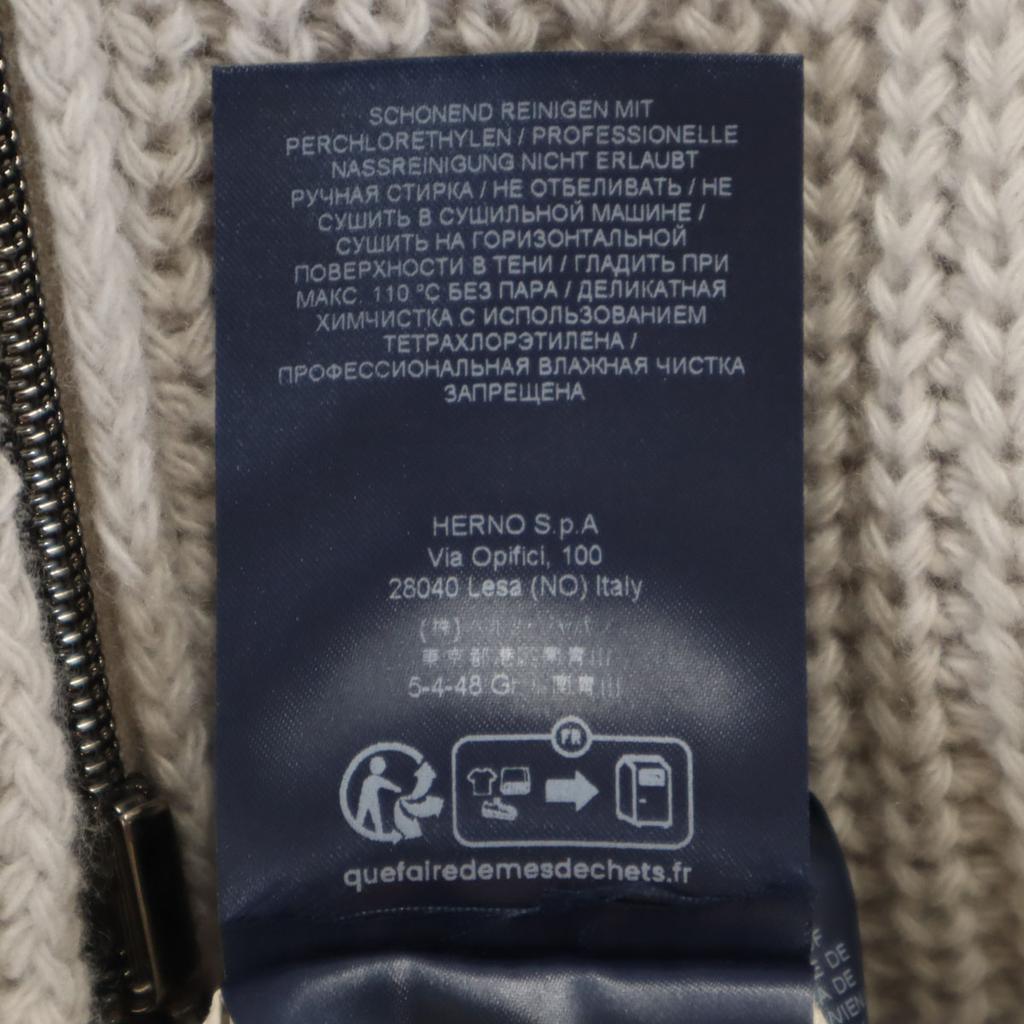 SCHONEND REINIGEN MIT
PERCHLORETHYLEN / PROFESSIONELLE
NASSREINIGUNG NICHT ERLAUBT
РУЧНАЯ СТИРКА / НЕ ОТБЕЛИВАТЬ / НЕ
СУШИТЬ В СУШИЛЬНОЙ МАШИНЕ /
СУШИТЬ НА ГОРИЗОНТАЛЬНОЙ
ПОВЕРХНОСТИ В ТЕНИ / ГЛАДИТЬ ПРИ
МАКС. 110 °C БЕЗ ПАРА / ДЕЛИКАТНАЯ
ХИМЧИСТКА С ИСПОЛЬЗОВАНИЕМ
ТЕТРАХЛОРЭТИЛЕНА /
ПРОФЕССИОНАЛЬНАЯ ВЛАЖНАЯ ЧИСТКА
ЗАПРЕЩЕНА
HERNO S.p.A
Via Opifici, 100
28040 Lesa (NO) Italy
5-4-48
FR
quefairedemesdechets.fr
DE
DE